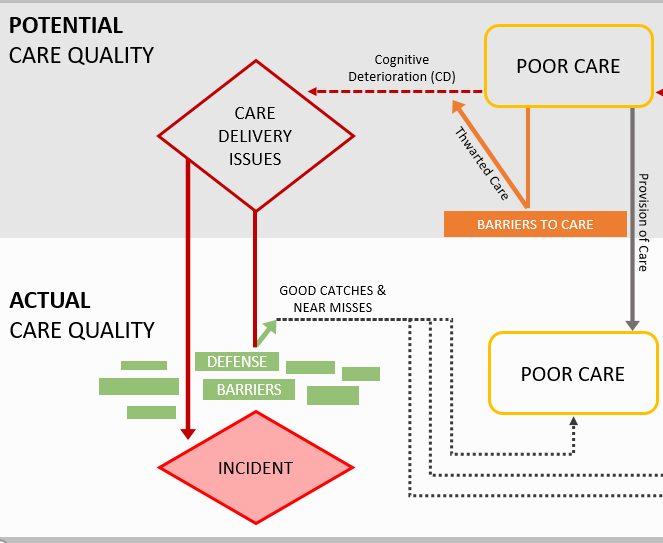 POTENTIAL
CARE QUALITY
Cognitive
Deterioration (CD)
POOR CARE
CARE
DELIVERY
ISSUES
Thwarted Care
Provision of Care
BARRIERS TO CARE
ACTUAL
CARE QUALITY
GOOD CATCHES &
NEAR MISSES
DEFENSE
BARRIERS
POOR CARE
INCIDENT